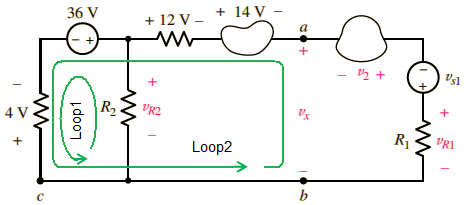 36 V
+ 12 V – + 14 V –
– +
a
+
– v2 +
–
+
vs1
–
4 V
+
Loop1
R2
+
vR2
–
vx
Loop2
R1
+
vR1
–
–
c
b